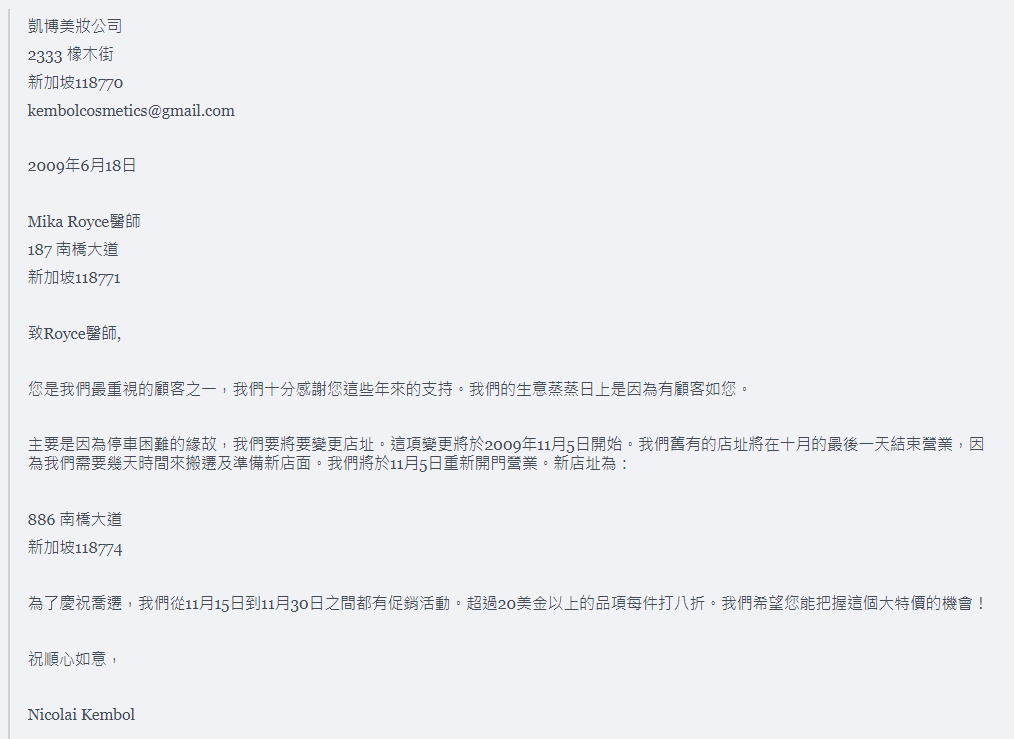 凱博美妝公司
2333 橡木街
新加坡118770
kembolcosmetics@gmail.com
2009年6月18日
Mika Royce醫師
187 南橋大道
新加坡118771
致Royce醫師,
您是我們最重視的顧客之一，我們十分感謝您這些年來的支持。我們的生意蒸蒸日上是因為有顧客如您。
主要是因為停車困難的緣故，我們要將要變更店址。這項變更將於2009年11月5日開始。我們舊有的店址將在十月的最後一天結束營業，因
為我們需要幾天時間來搬遷及準備新店面。我們將於11月5日重新開門營業。新店址為：
886 南橋大道
新加坡118774
為了慶祝喬遷，我們從11月15日到11月30日之間都有促銷活動。超過20美金以上的品項每件打八折。我們希望您能把握這個大特價的機會！
祝順心如意，
Nicolai Kembol